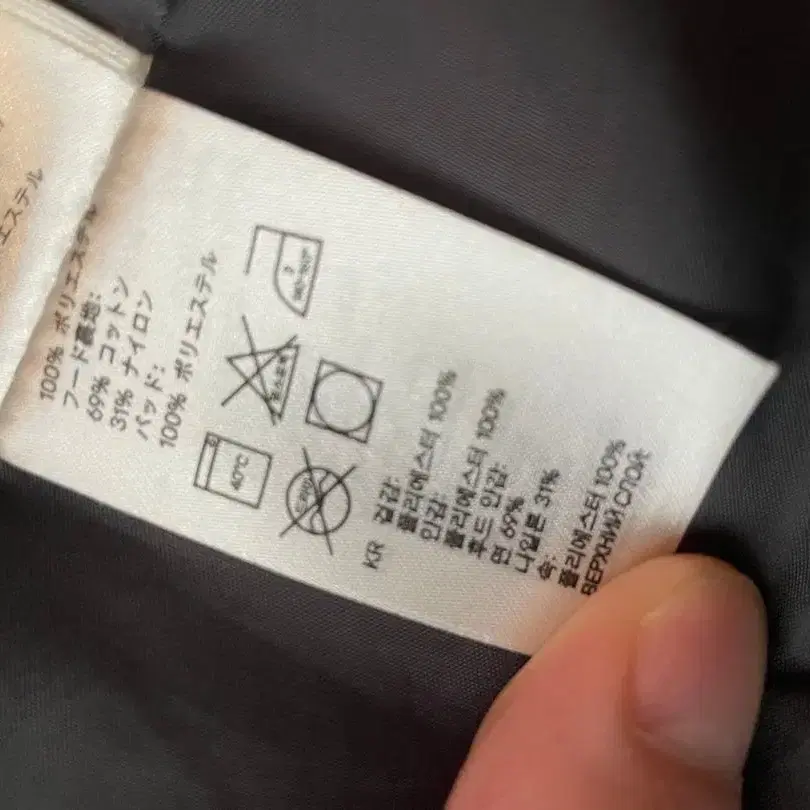 エステル
100% ポリエステル
フード裏地:
69% コットン
31% ナイロン
パッド:
100% ポリエステル
40℃
KR
겉감:
폴리에스터 100%
안감:
폴리에스터 100%
후드 안감:
면 69%
나일론 31%
속:
폴리에스터 100%
ВЕРХНИЙ СЛОЙ: